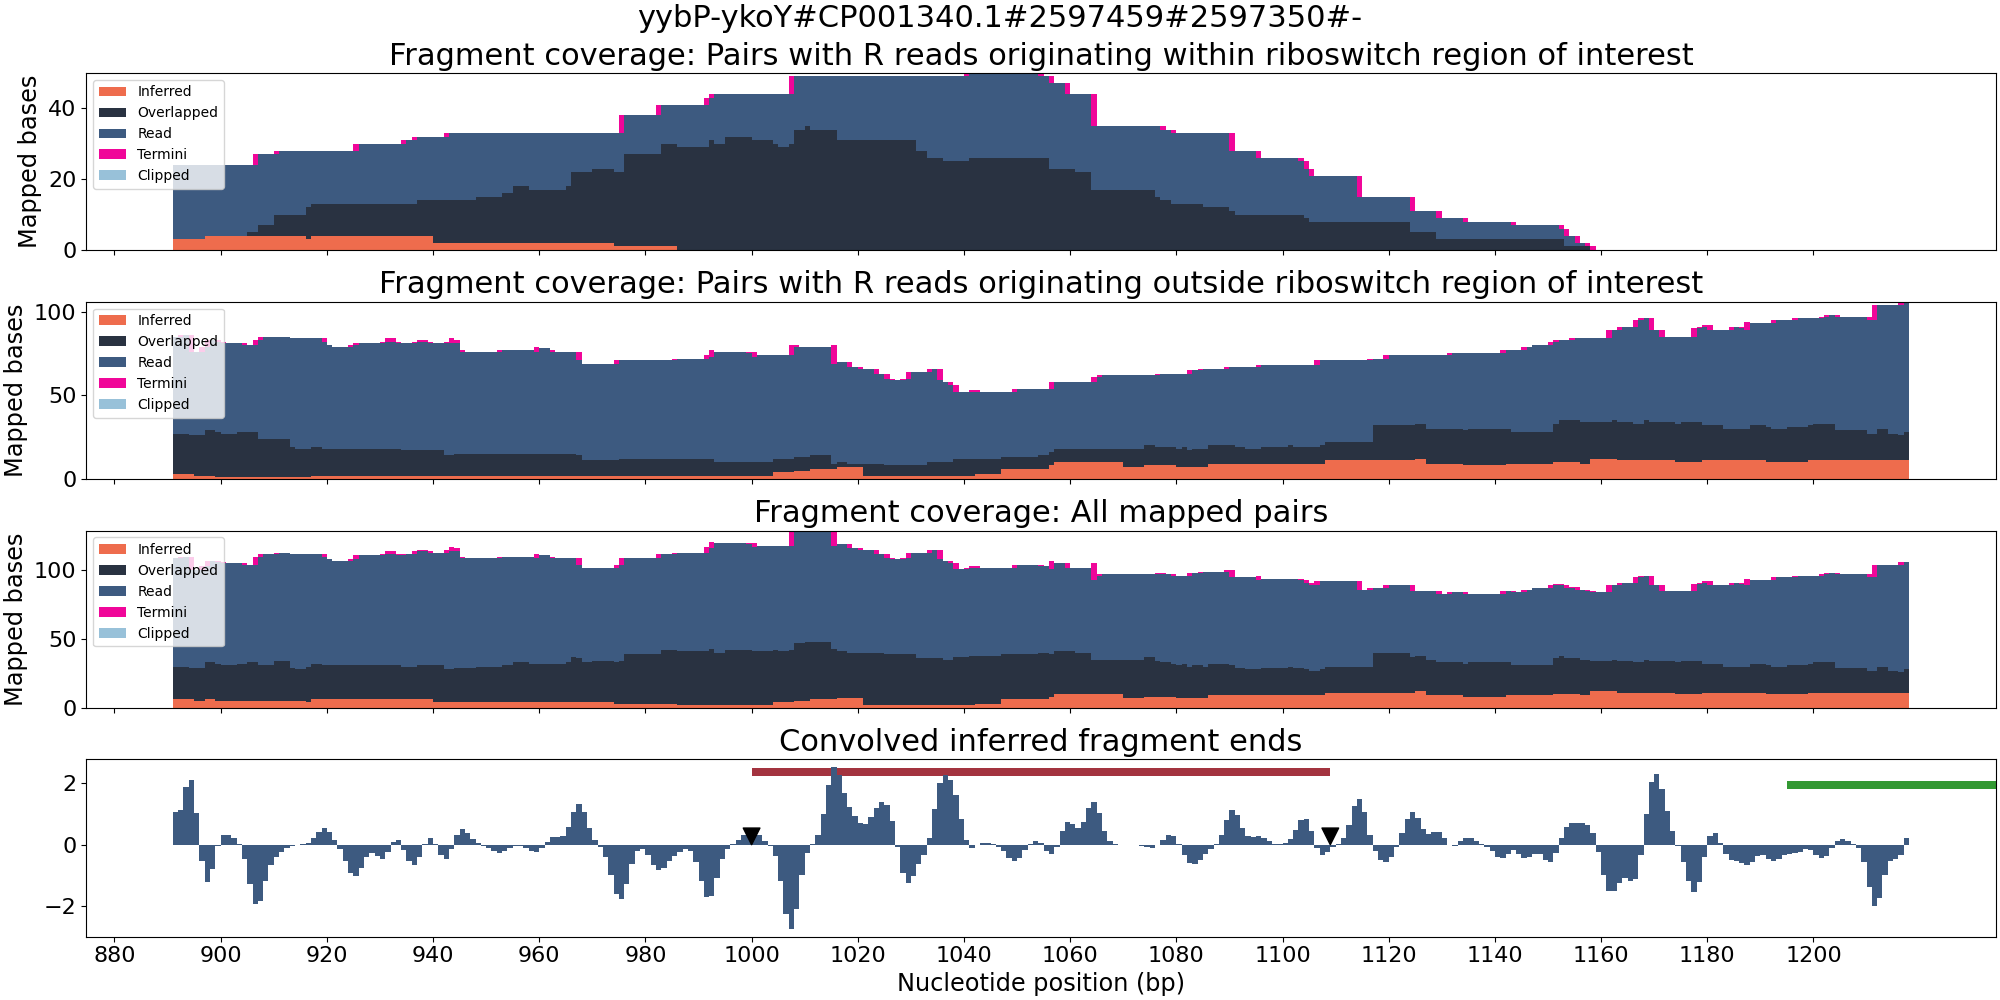 yybP-ykoY#CP001340.1#2597459#2597350#-
Fragment coverage: Pairs with R reads originating within riboswitch region of interest
Mapped bases
40
20
0
Inferred
Overlapped
Read
Termini
Clipped
Fragment coverage: Pairs with R reads originating outside riboswitch region of interest
Mapped bases
100
50
0
Inferred
Overlapped
Read
Termini
Clipped
Fragment coverage: All mapped pairs
Mapped bases
100
50
0
Inferred
Overlapped
Read
Termini
Clipped
Convolved inferred fragment ends
2
0
−2
880 900 920 940 960 980 1000 1020 1040 1060 1080 1100 1120 1140 1160 1180 1200
Nucleotide position (bp)